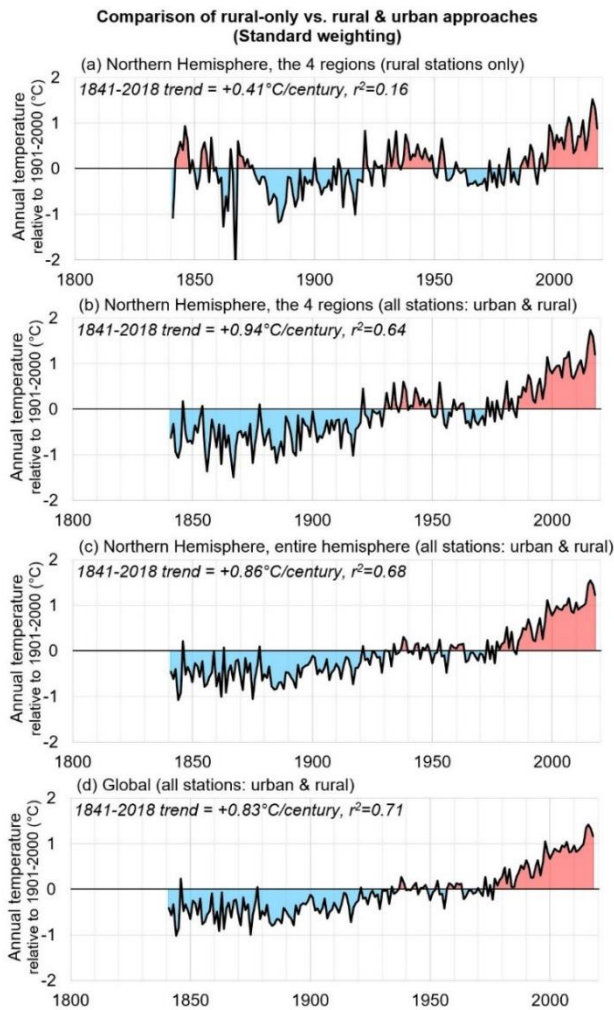 Comparison of rural-only vs. rural & urban approaches
(Standard weighting)
(a) Northern Hemisphere, the 4 regions (rural stations only)
1841-2018 trend = +0.41°C/century, r²=0.16
Annual temperature
relative to 1901-2000 (°C)
2
1
0
-1
-2
1800 1850 1900 1950 2000
(b) Northern Hemisphere, the 4 regions (all stations: urban & rural)
1841-2018 trend = +0.94°C/century, r²=0.64
Annual temperature
relative to 1901-2000 (°C)
2
1
0
-1
-2
1800 1850 1900 1950 2000
(c) Northern Hemisphere, entire hemisphere (all stations: urban & rural)
1841-2018 trend = +0.86°C/century, r²=0.68
Annual temperature
relative to 1901-2000 (°C)
2
1
0
-1
-2
1800 1850 1900 1950 2000
(d) Global (all stations: urban & rural)
1841-2018 trend = +0.83°C/century, r²=0.71
Annual temperature
relative to 1901-2000 (°C)
2
1
0
-1
-2
1800 1850 1900 1950 2000